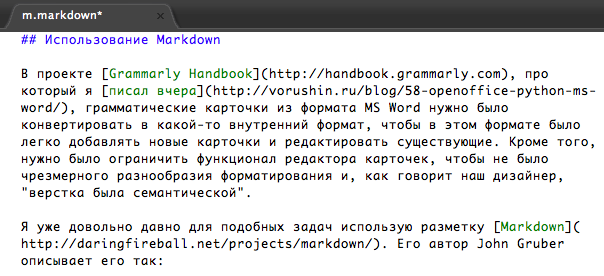 m.markdown*
## Использование Markdown
В проекте [Grammarly Handbook](http://handbook.grammarly.com), про
который я [писал вчера](http://vorushin.ru/blog/58-openoffice-python-ms-
word/), грамматические карточки из формата MS Word нужно было
конвертировать в какой-то внутренний формат, чтобы в этом формате было
легко добавлять новые карточки и редактировать существующие. Кроме того,
нужно было ограничить функционал редактора карточек, чтобы не было
чрезмерного разнообразия форматирования и, как говорит наш дизайнер,
"верстка была семантической".
Я уже довольно давно для подобных задач использую разметку [Markdown](
http://daringfireball.net/projects/markdown/). Его автор John Gruber
описывает его так: